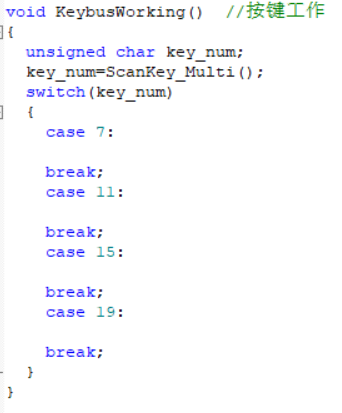 void KeybusWorking()  //按键工作
{
  unsigned char key_num;
  key_num=ScanKey_Multi();
  switch(key_num)
  {
    case 7:
    break;
    case 11:
    break;
    case 15:
    break;
    case 19:
    break;
  }
}